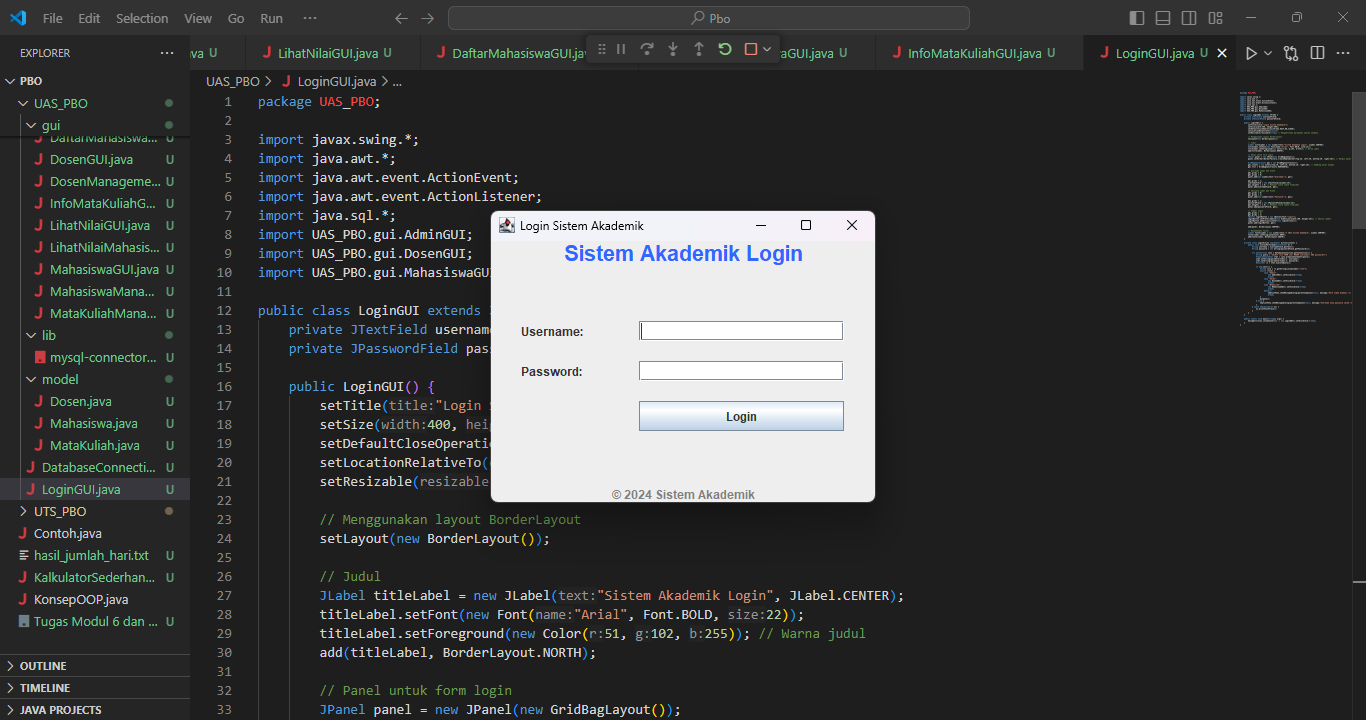 File Edit Selection View Go Run ··· Pbo
EXPLORER ···
PBO
UAS_PBO
gui
DaftarMahasiswa... U
DosenGUI.java U
DosenManageme... U
InfoMataKuliahG... U
LihatNilaiGUI.java U
LihatNilaiMahasis... U
MahasiswaGUI.java U
MahasiswaMana... U
MataKuliahMana... U
lib
mysql-connector... U
model
Dosen.java U
Mahasiswa.java U
MataKuliah.java U
DatabaseConnecti... U
LoginGUI.java U
UTS_PBO
Contoh.java
hasil_jumlah_hari.txt U
KalkulatorSederhan... U
KonsepOOP.java
Tugas Modul 6 dan ... U
OUTLINE
TIMELINE
JAVA PROJECTS
va U LihatNilaiGUI.java U DaftarMahasiswaGUI.jav aGUI.java U InfoMataKuliahGUI.java U LoginGUI.java U
UAS_PBO > LoginGUI.java > ...
1 package UAS_PBO;
2
3 import javax.swing.*;
4 import java.awt.*;
5 import java.awt.event.ActionEvent;
6 import java.awt.event.ActionListener;
7 import java.sql.*;
8 import UAS_PBO.gui.AdminGUI;
9 import UAS_PBO.gui.DosenGUI;
10 import UAS_PBO.gui.MahasiswaGUI
11
12 public class LoginGUI extends
13 private JTextField username
14 private JPasswordField pas
15
16 public LoginGUI() {
17 setTitle(title:"Login S
18 setSize(width:400, hei
19 setDefaultCloseOperati
20 setLocationRelativeTo(
21 setResizable(resizable
22
23 // Menggunakan layout BorderLayout
24 setLayout(new BorderLayout());
25
26 // Judul
27 JLabel titleLabel = new JLabel(text:"Sistem Akademik Login", JLabel.CENTER);
28 titleLabel.setFont(new Font(name:"Arial", Font.BOLD, size:22));
29 titleLabel.setForeground(new Color(r:51, g:102, b:255)); // Warna judul
30 add(titleLabel, BorderLayout.NORTH);
31
32 // Panel untuk form login
33 JPanel panel = new JPanel(new GridBagLayout());
Login Sistem Akademik
Sistem Akademik Login
Username:
Password:
Login
© 2024 Sistem Akademik